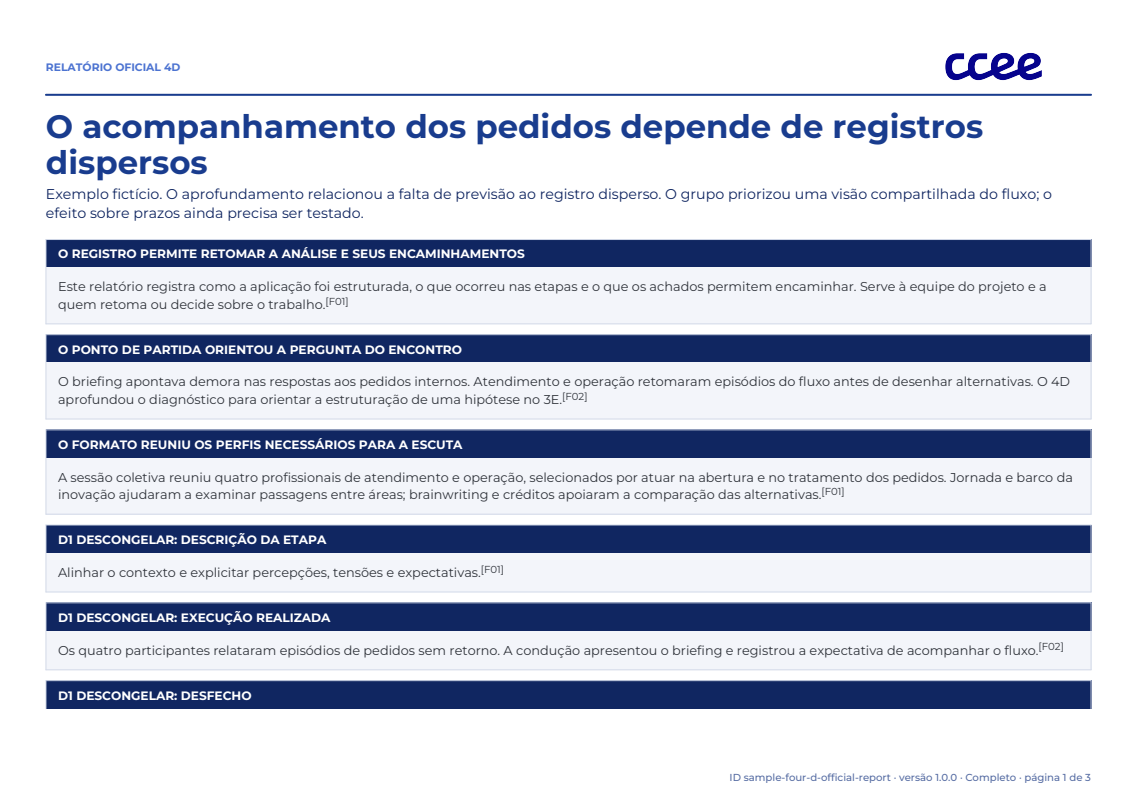 RELATÓRIO OFICIAL 4D
ccee
O acompanhamento dos pedidos depende de registros
dispersos
Exemplo fictício. O aprofundamento relacionou a falta de previsão ao registro disperso. O grupo priorizou uma visão compartilhada do fluxo; o
efeito sobre prazos ainda precisa ser testado.
O REGISTRO PERMITE RETOMAR A ANÁLISE E SEUS ENCAMINHAMENTOS
Este relatório registra como a aplicação foi estruturada, o que ocorreu nas etapas e o que os achados permitem encaminhar. Serve à equipe do projeto e a
quem retoma ou decide sobre o trabalho.[F01]
O PONTO DE PARTIDA ORIENTOU A PERGUNTA DO ENCONTRO
O briefing apontava demora nas respostas aos pedidos internos. Atendimento e operação retomaram episódios do fluxo antes de desenhar alternativas. O 4D
aprofundou o diagnóstico para orientar a estruturação de uma hipótese no 3E.[F02]
O FORMATO REUNIU OS PERFIS NECESSÁRIOS PARA A ESCUTA
A sessão coletiva reuniu quatro profissionais de atendimento e operação, selecionados por atuar na abertura e no tratamento dos pedidos. Jornada e barco da
inovação ajudaram a examinar passagens entre áreas; brainwriting e créditos apoiaram a comparação das alternativas.[F01]
D1 DESCONGELAR: DESCRIÇÃO DA ETAPA
Alinhar o contexto e explicitar percepções, tensões e expectativas.[F01]
D1 DESCONGELAR: EXECUÇÃO REALIZADA
Os quatro participantes relataram episódios de pedidos sem retorno. A condução apresentou o briefing e registrou a expectativa de acompanhar o fluxo.[F02]
D1 DESCONGELAR: DESFECHO
ID sample-four-d-official-report · versão 1.0.0 · Completo · página 1 de 3